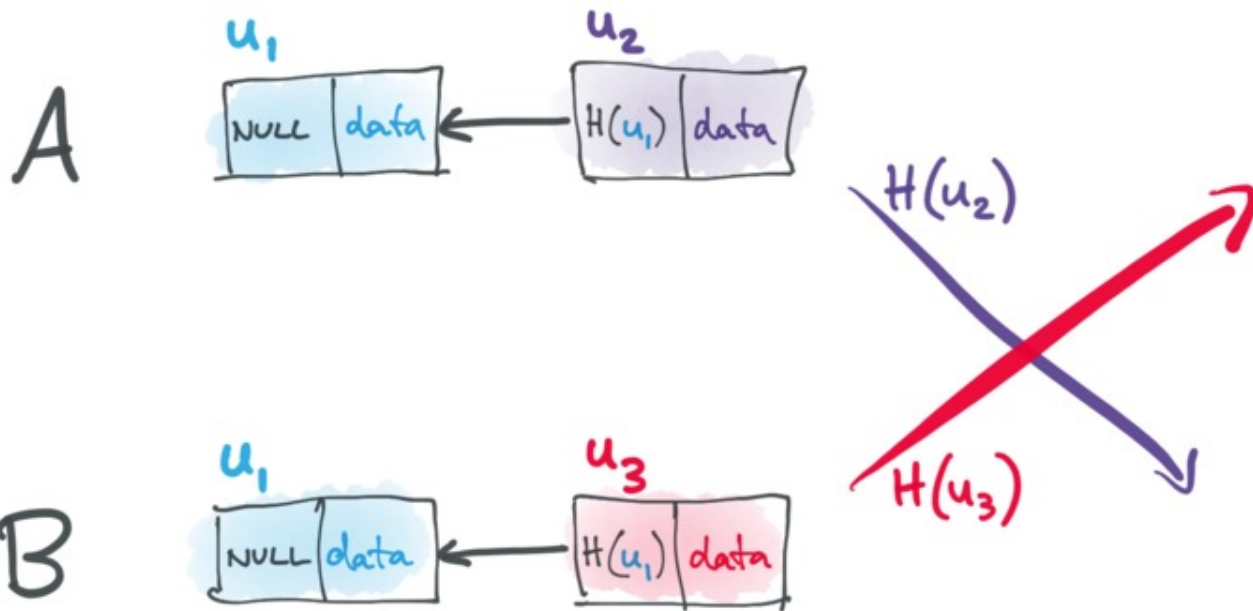 u₁ u₂
A NULL data H(u₁) data
H(u₂)
u₁ u₃
H(u₃)
B NULL data H(u₁) data